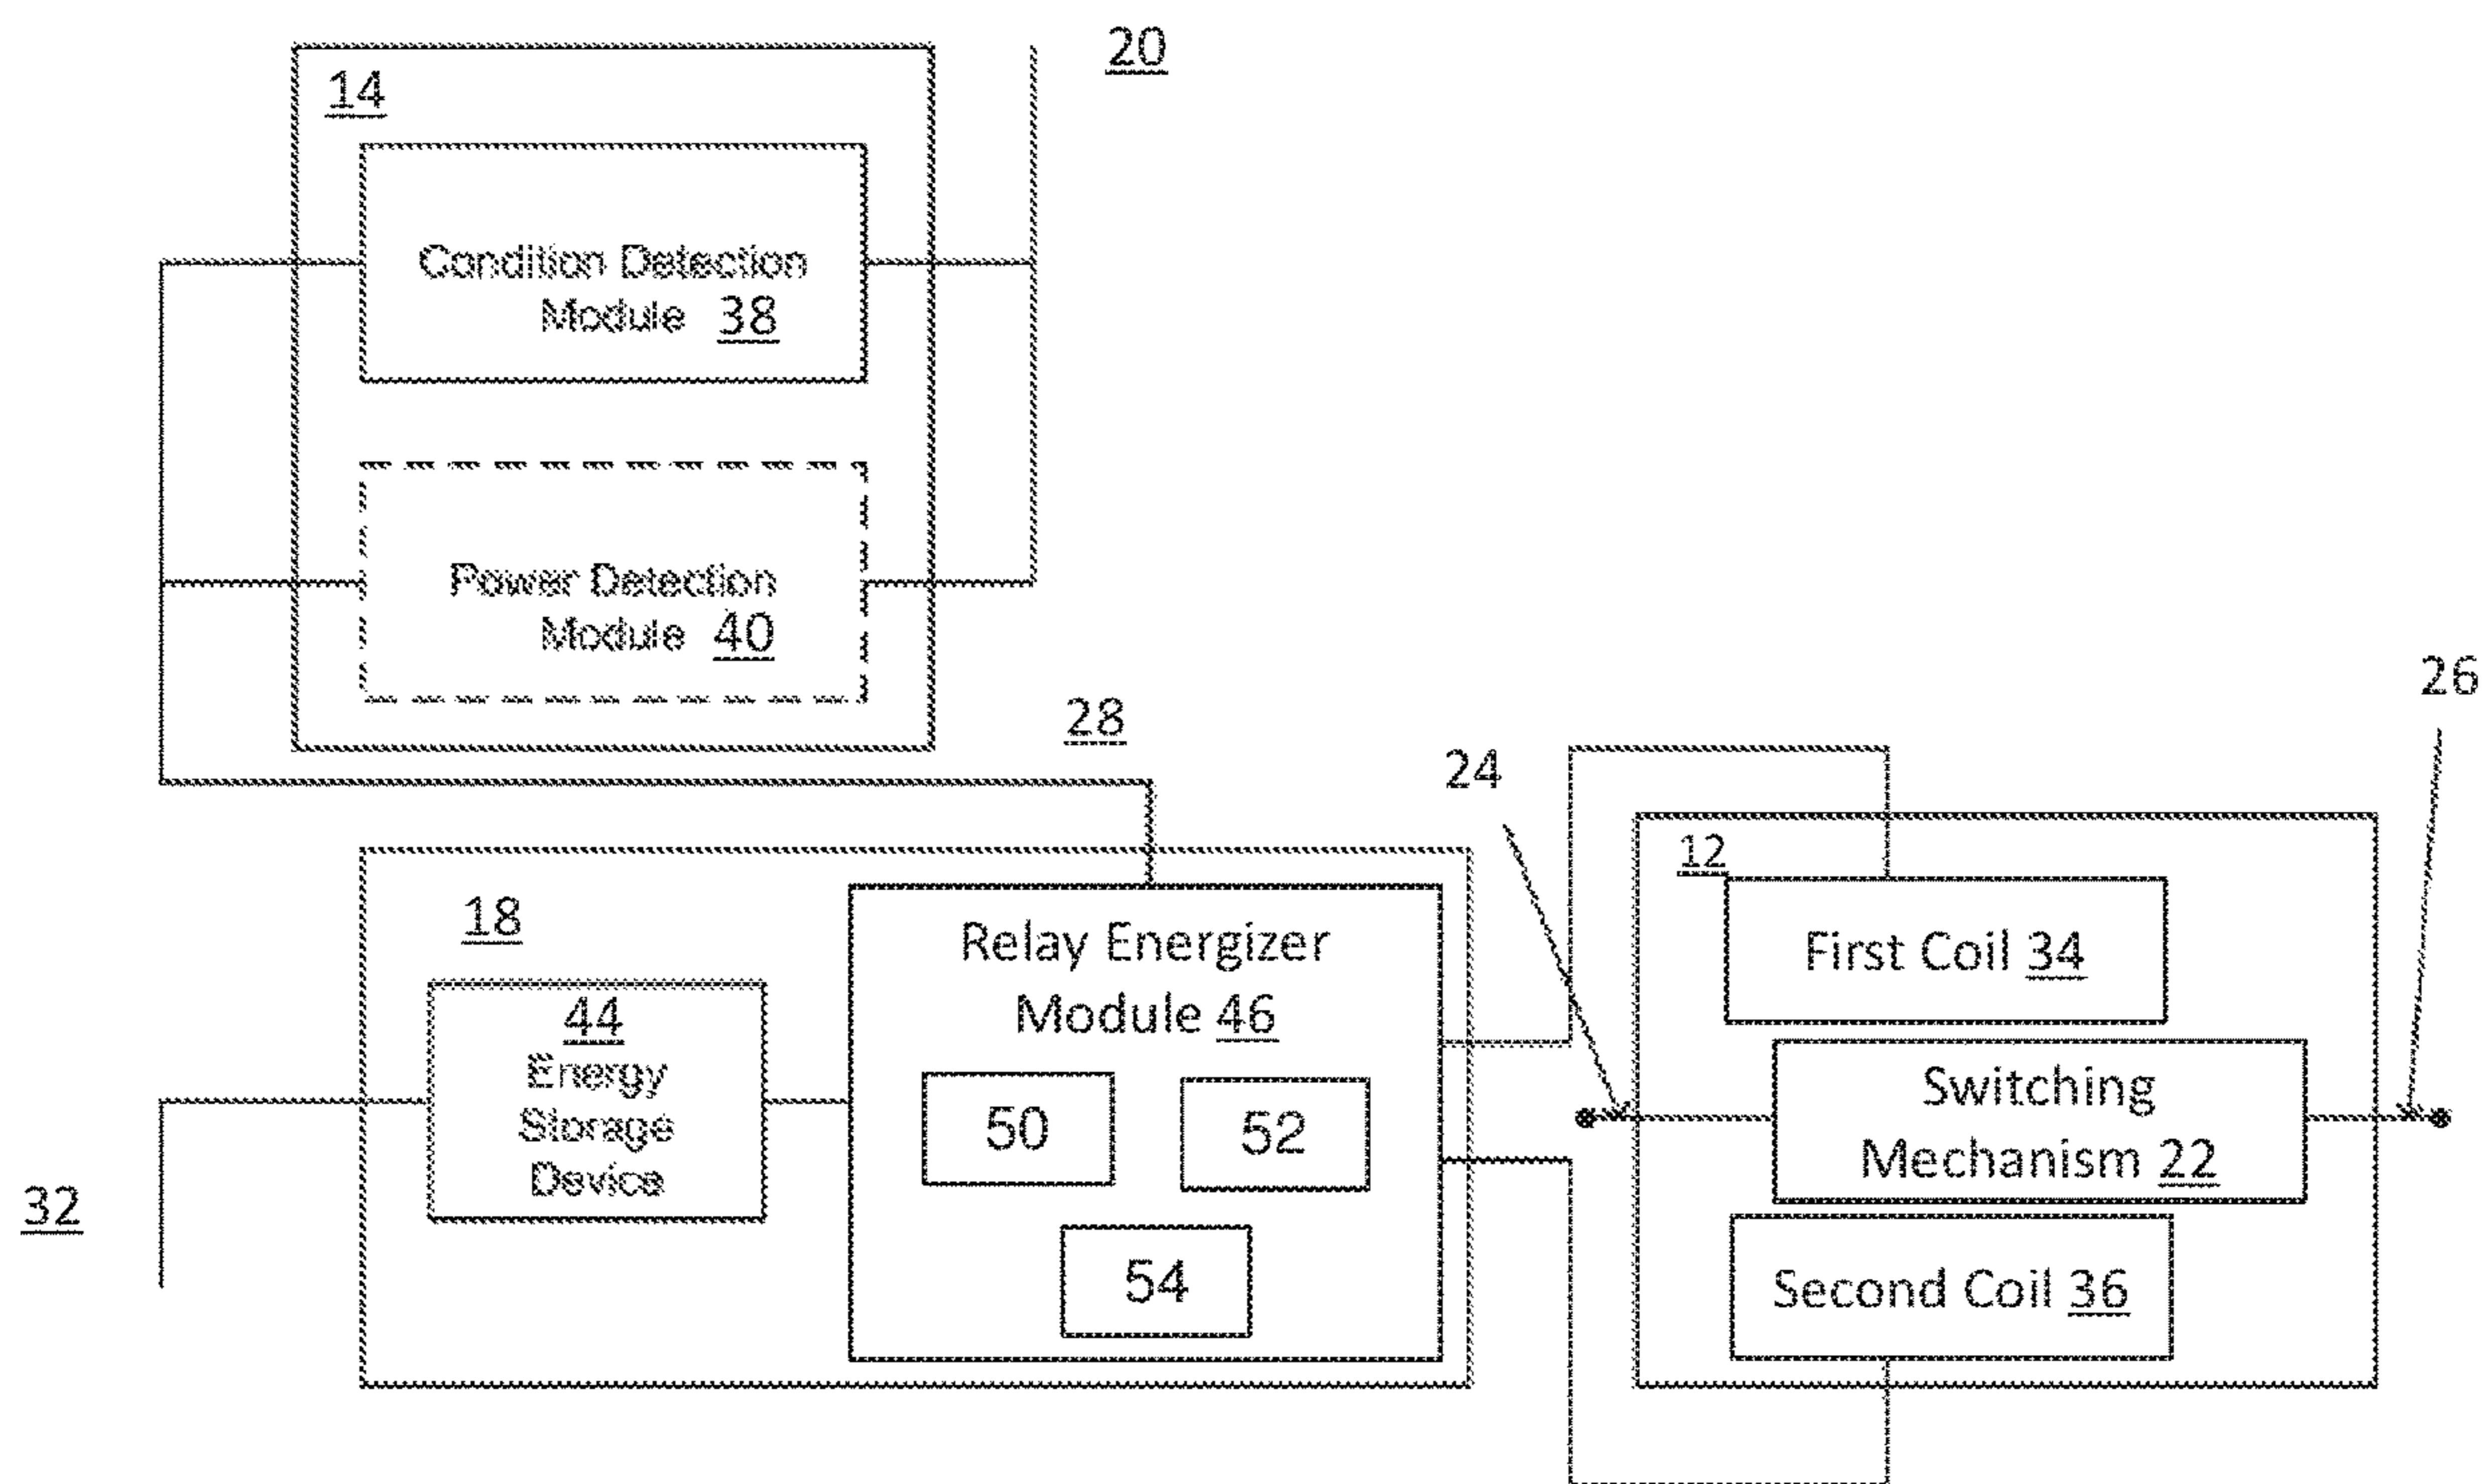 20
14
Condition Detection
Module 38
Power Detection
Module 40
28
26
24
12
18
Relay Energizer
Module 46
First Coil 34
44
Energy
Storage
Device
50
52
54
Switching
Mechanism 22
32
Second Coil 36